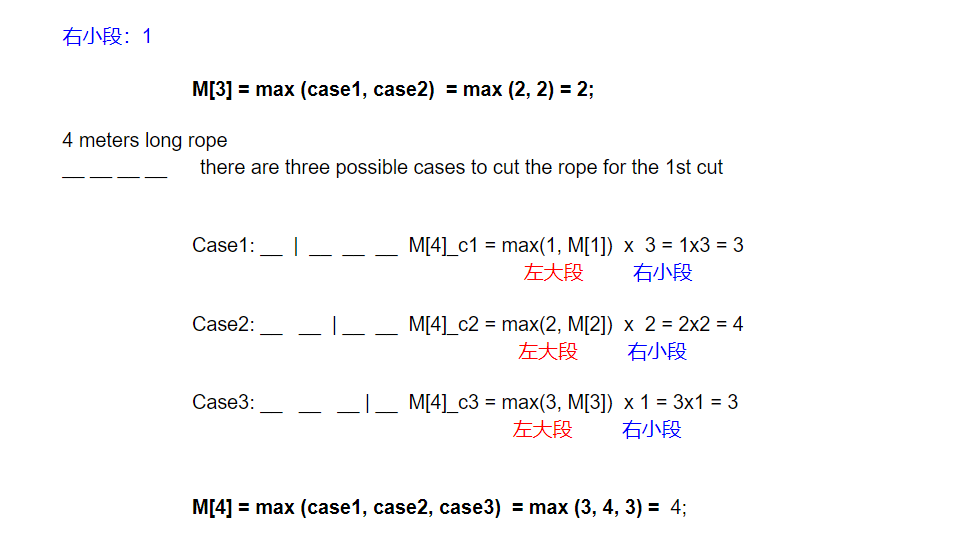 右小段：1
M[3] = max (case1, case2)  = max (2, 2) = 2;
4 meters long rope
__ __ __ __ there are three possible cases to cut the rope for the 1st cut
Case1: __ | __ __ __ M[4]_c1 = max(1, M[1]) x 3 = 1x3 = 3
左大段 右小段
Case2: __ __ | __ __ M[4]_c2 = max(2, M[2]) x 2 = 2x2 = 4
左大段 右小段
Case3: __ __ __ | __ M[4]_c3 = max(3, M[3]) x 1 = 3x1 = 3
左大段 右小段
M[4] = max (case1, case2, case3)  = max (3, 4, 3) = 4;